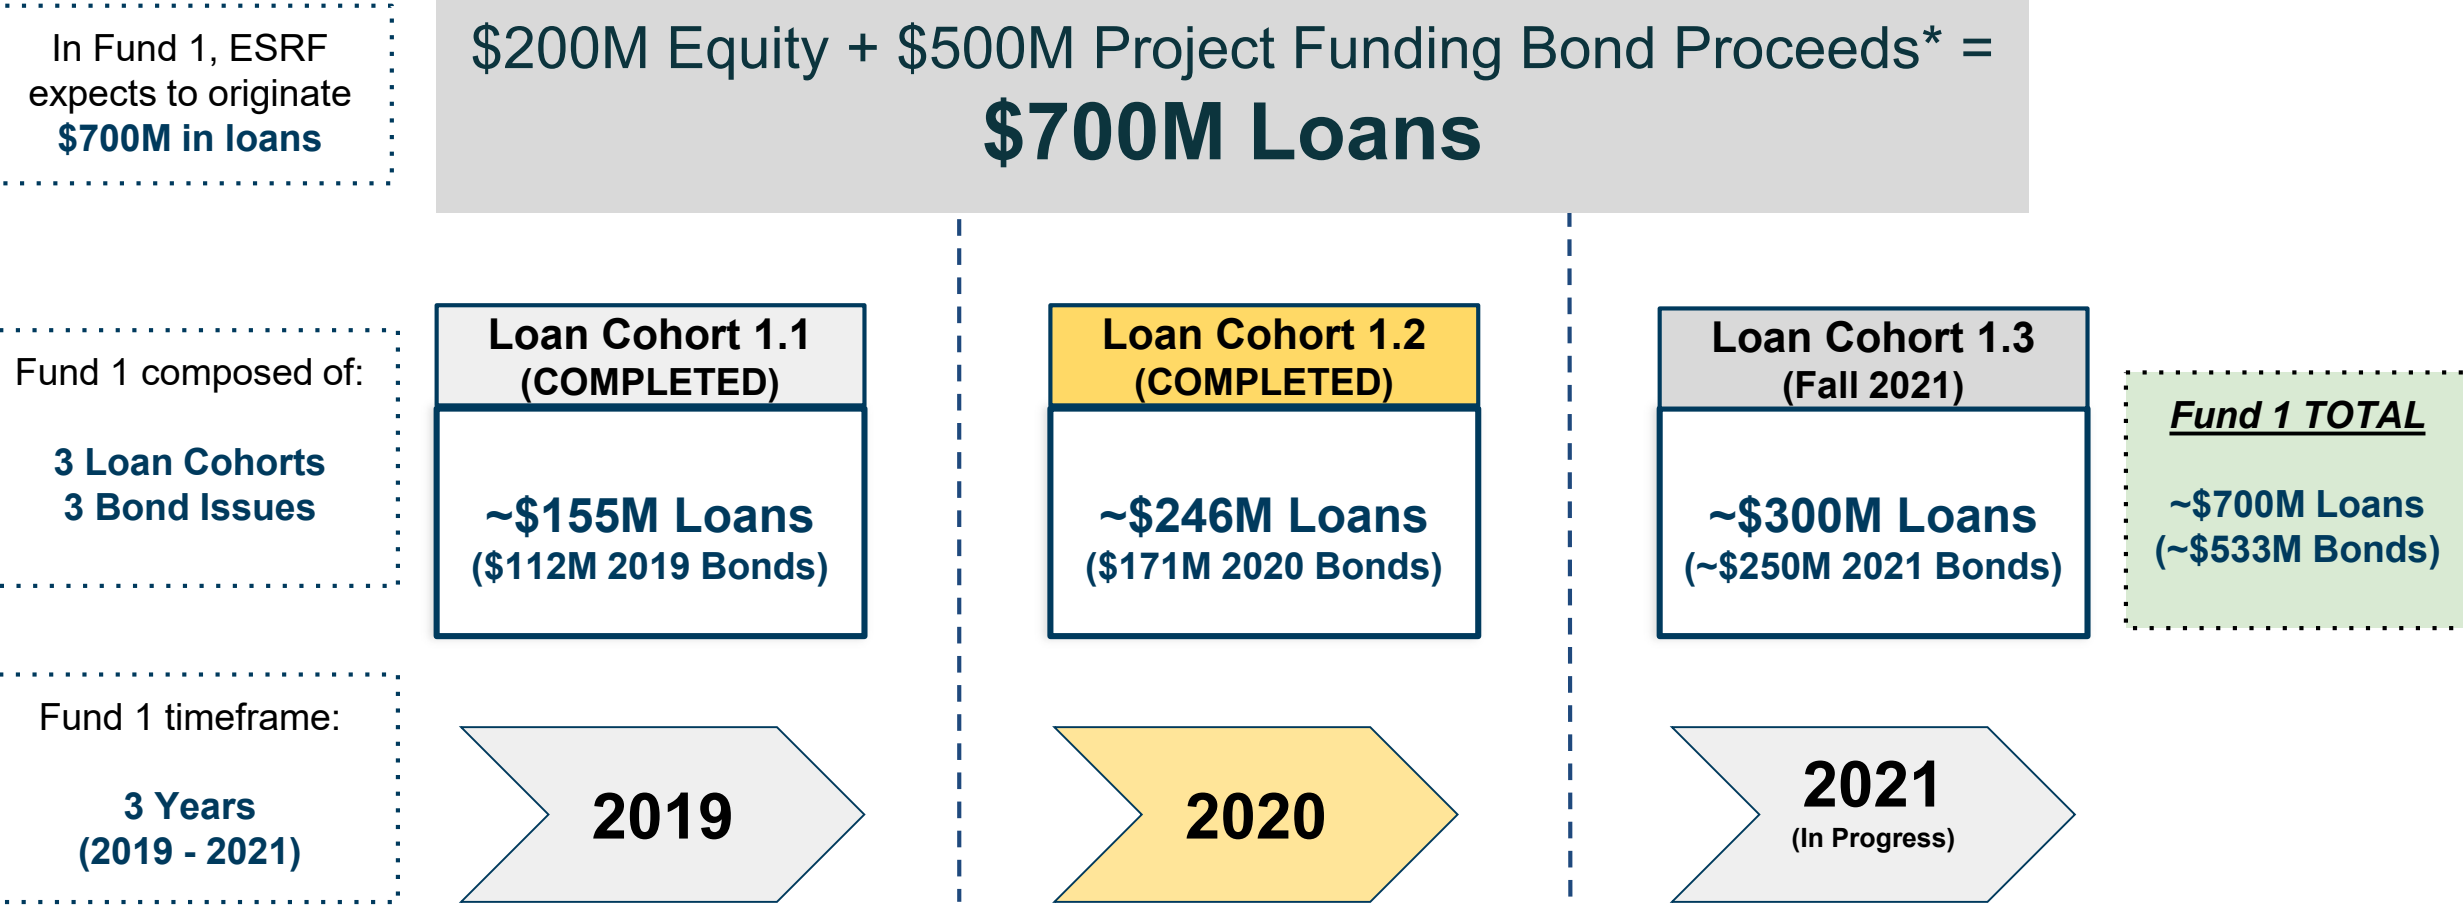 In Fund 1, ESRF
expects to originate
$700M in loans
$200M Equity + $500M Project Funding Bond Proceeds* =
$700M Loans
Fund 1 composed of:
3 Loan Cohorts
3 Bond Issues
Loan Cohort 1.1
(COMPLETED)
~$155M Loans
($112M 2019 Bonds)
Loan Cohort 1.2
(COMPLETED)
~$246M Loans
($171M 2020 Bonds)
Loan Cohort 1.3
(Fall 2021)
~$300M Loans
(~$250M 2021 Bonds)
Fund 1 TOTAL
~$700M Loans
(~$533M Bonds)
Fund 1 timeframe:
3 Years
(2019 - 2021)
2019
2020
2021
(In Progress)